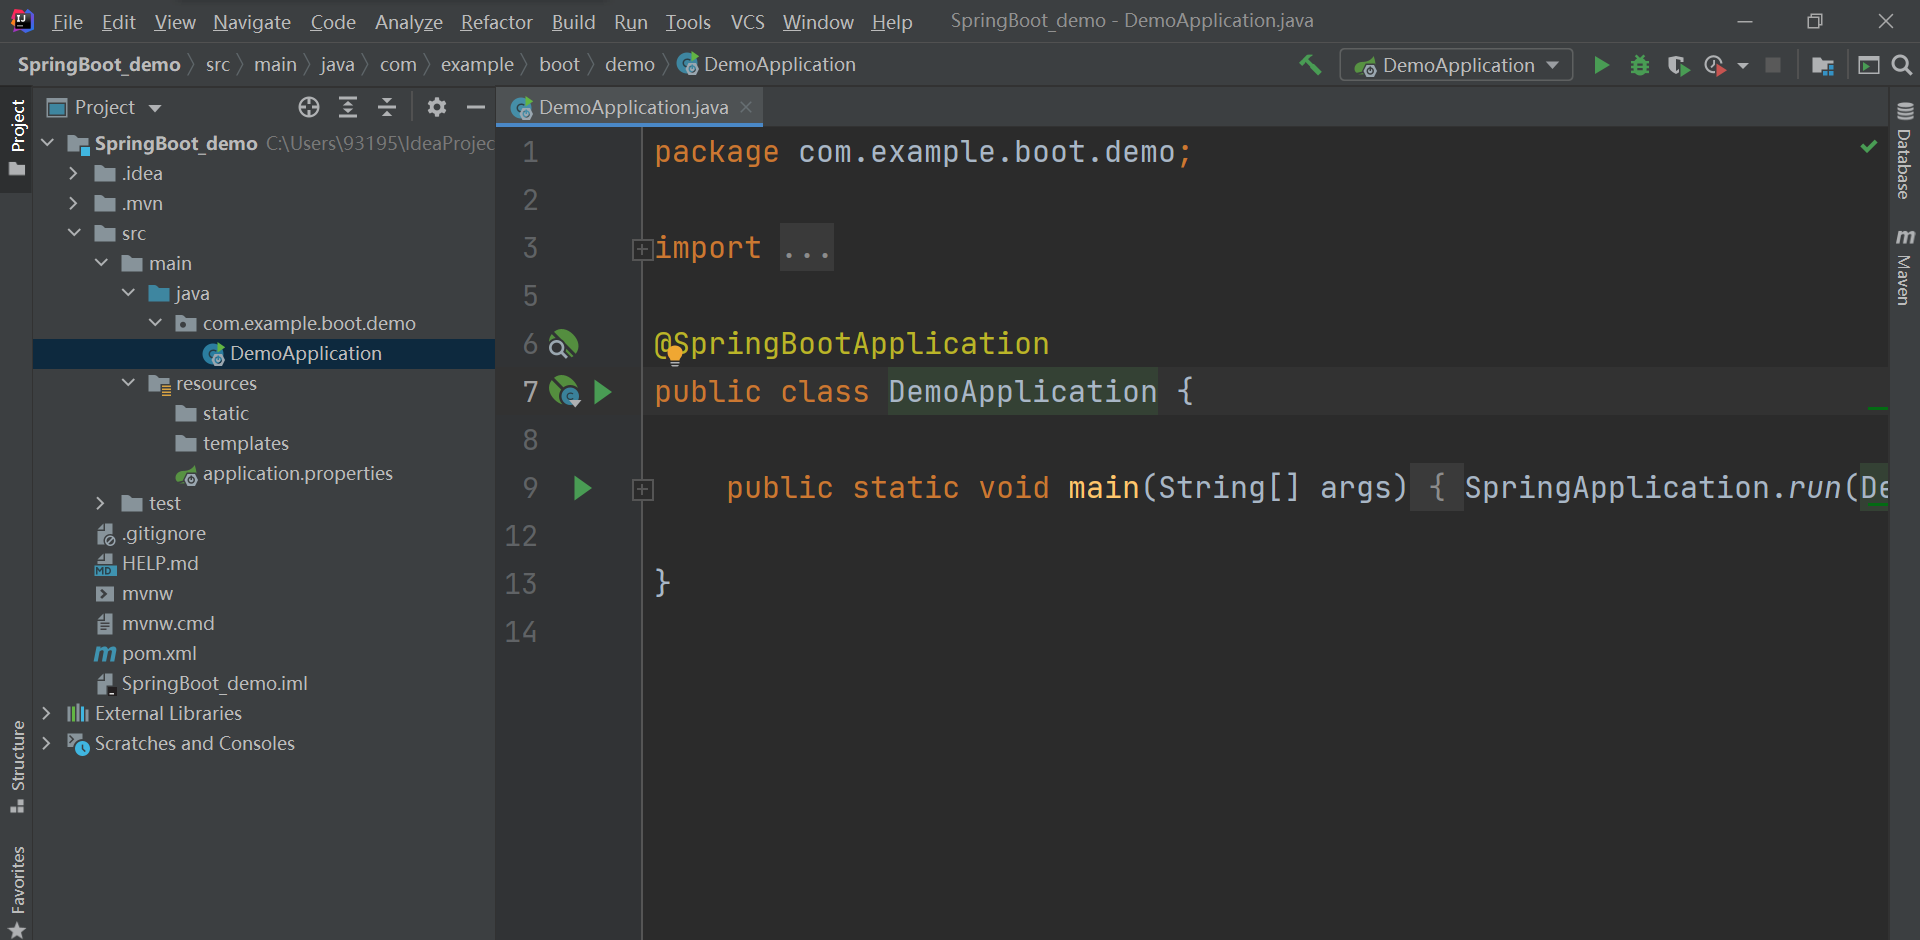 File Edit View Navigate Code Analyze Refactor Build Run Tools VCS Window Help SpringBoot_demo - DemoApplication.java
SpringBoot_demo src main java com example boot demo DemoApplication DemoApplication
Project
Project
SpringBoot_demo C:\Users\93195\IdeaProjec
.idea
.mvn
src
main
java
com.example.boot.demo
DemoApplication
resources
static
templates
application.properties
test
.gitignore
HELP.md
mvnw
mvnw.cmd
pom.xml
SpringBoot_demo.iml
External Libraries
Scratches and Consoles
Structure
Favorites
DemoApplication.java
1 package com.example.boot.demo;
2
3 import ...
5
6 @SpringBootApplication
7 public class DemoApplication {
8
9 public static void main(String[] args) { SpringApplication.run(De
12
13 }
14
Database
Maven